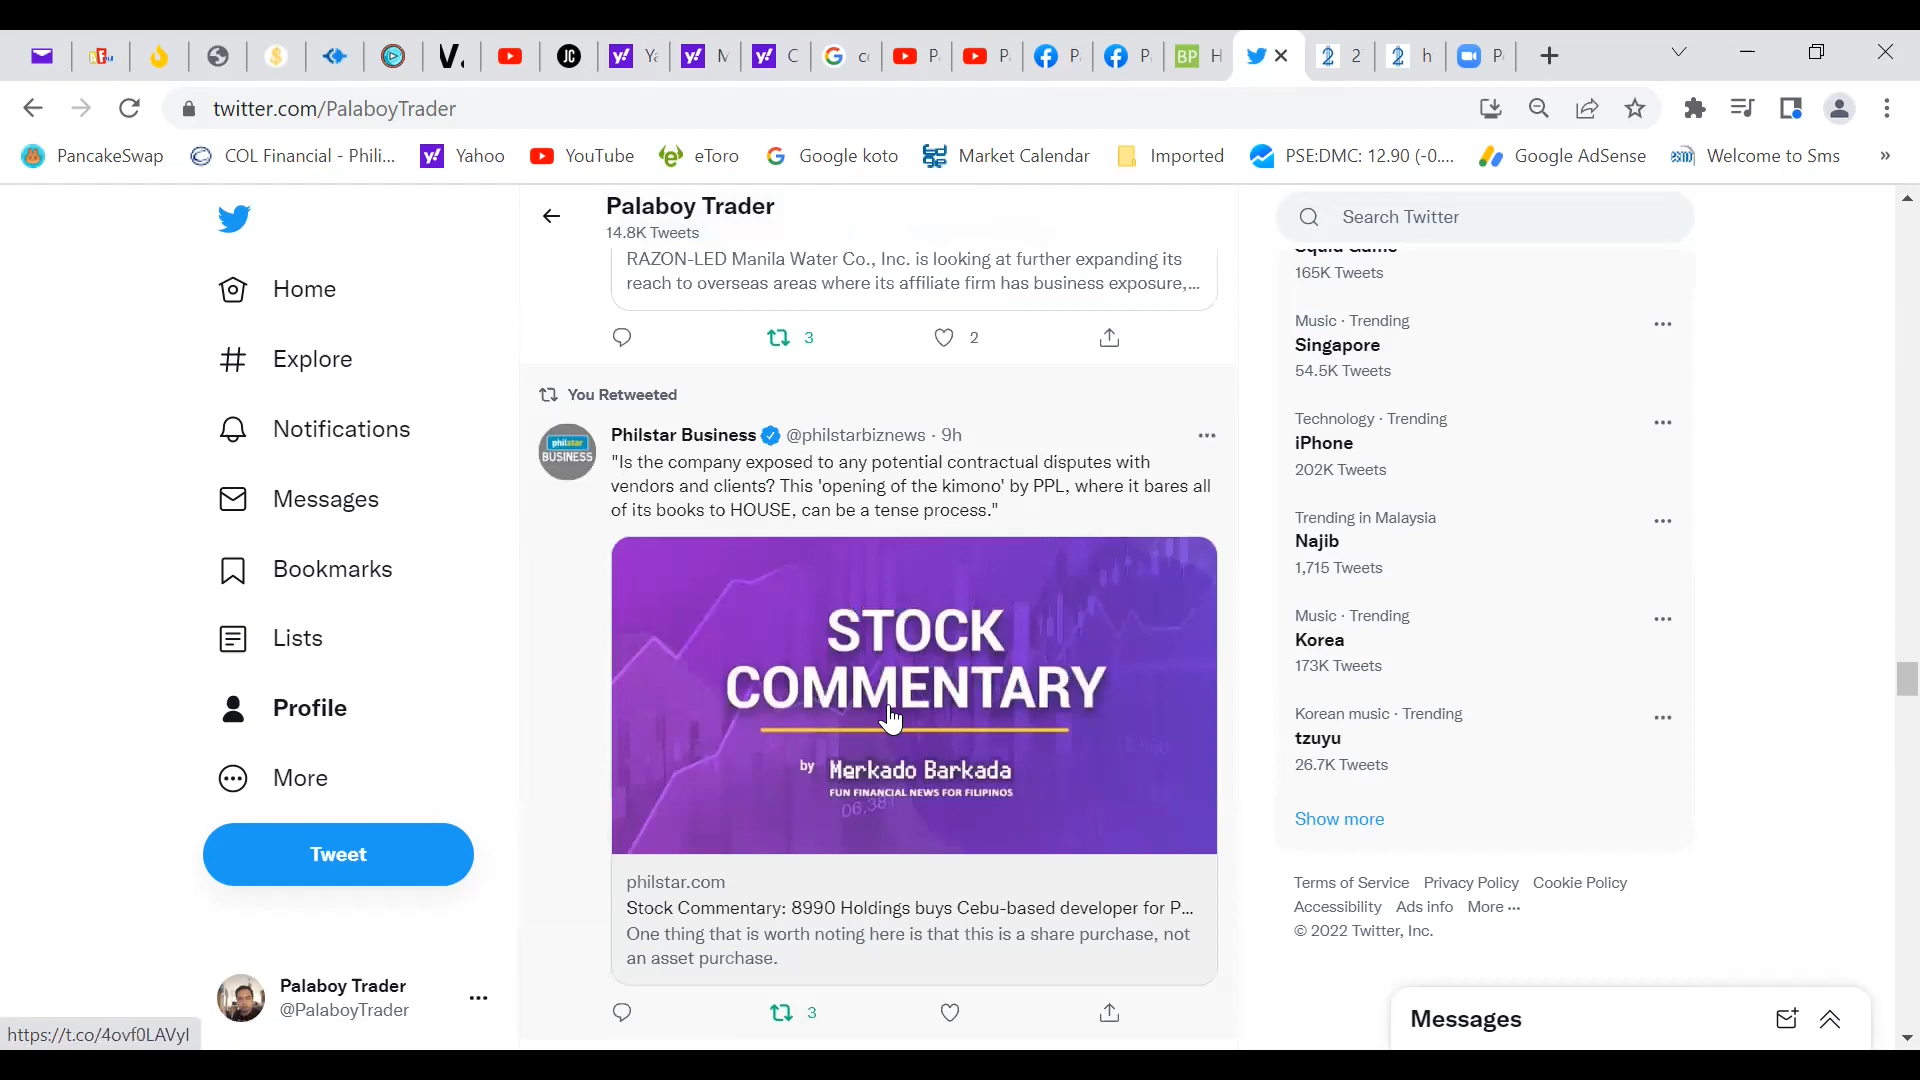 Y
M
C
c
P
P
P
P
BP H
2
h
P
twitter.com/PalaboyTrader
PancakeSwap
COL Financial - Phili...
Yahoo
YouTube
eToro
Google koto
Market Calendar
Imported
PSE:DMC: 12.90 (-0....
Google AdSense
Welcome to Sms
Home
Explore
Notifications
Messages
Bookmarks
Lists
Profile
More
Tweet
Palaboy Trader
@PalaboyTrader
https://t.co/4ovf0LAVyI
Palaboy Trader
14.8K Tweets
RAZON-LED Manila Water Co., Inc. is looking at further expanding its
reach to overseas areas where its affiliate firm has business exposure,...
3
2
You Retweeted
philstar
BUSINESS
Philstar Business @philstarbiznews · 9h
"Is the company exposed to any potential contractual disputes with
vendors and clients? This 'opening of the kimono' by PPL, where it bares all
of its books to HOUSE, can be a tense process."
STOCK
COMMENTARY
by Merkado Barkada
FUN FINANCIAL NEWS FOR FILIPINOS
06.38
philstar.com
Stock Commentary: 8990 Holdings buys Cebu-based developer for P...
One thing that is worth noting here is that this is a share purchase, not
an asset purchase.
3
Search Twitter
Squid Game
165K Tweets
Music · Trending
Singapore
54.5K Tweets
Technology · Trending
iPhone
202K Tweets
Trending in Malaysia
Najib
1,715 Tweets
Music · Trending
Korea
173K Tweets
Korean music · Trending
tzuyu
26.7K Tweets
Show more
Terms of Service Privacy Policy Cookie Policy
Accessibility Ads info More ···
© 2022 Twitter, Inc.
Messages